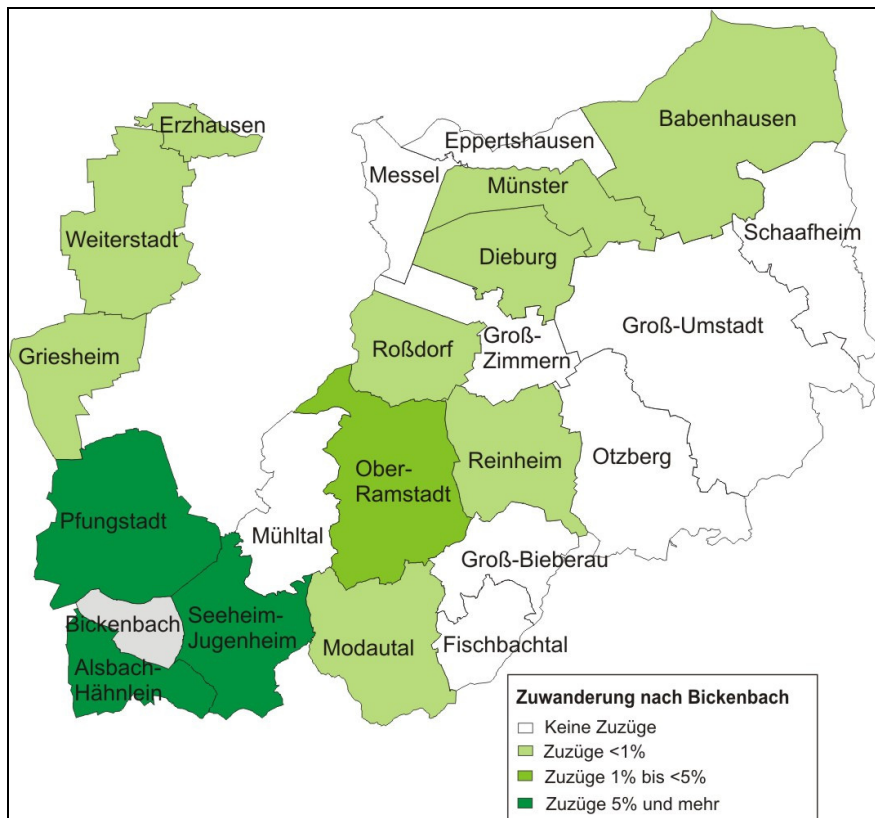 Erzhausen
Babenhausen
Eppertshausen
Messel
Münster
Weiterstadt
Schaafheim
Dieburg
Groß-Umstadt
Griesheim
Roßdorf
Groß-
Zimmern
Ober-
Ramstadt
Reinheim
Otzberg
Pfungstadt
Mühltal
Groß-Bieberau
Bickenbach
Seeheim-
Jugenheim
Modautal
Fischbachtal
Alsbach-
Hähnlein
Zuwanderung nach Bickenbach
Keine Zuzüge
Zuzüge <1%
Zuzüge 1% bis <5%
Zuzüge 5% und mehr